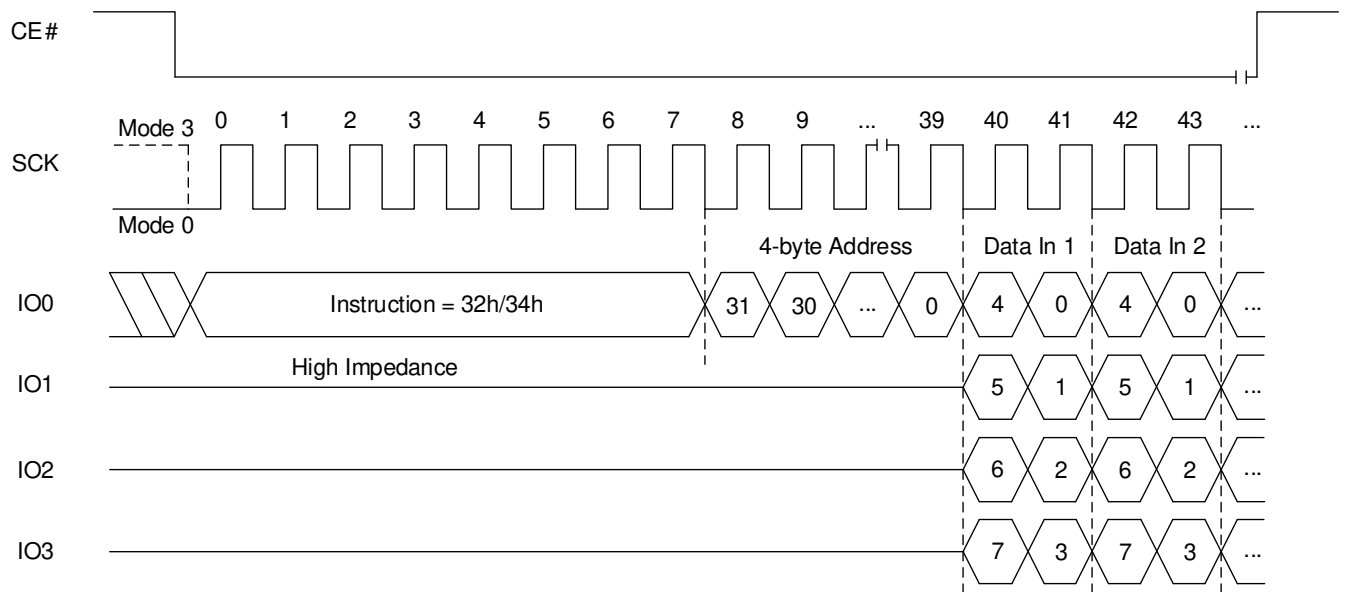 CE#
Mode 3 0 1 2 3 4 5 6 7 8 9 ... 39 40 41 42 43 ...
SCK
Mode 0
4-byte Address Data In 1 Data In 2
IO0 Instruction = 32h/34h 31 30 ... 0 4 0 4 0 ...
High Impedance
IO1 5 1 5 1 ...
IO2 6 2 6 2 ...
IO3 7 3 7 3 ...